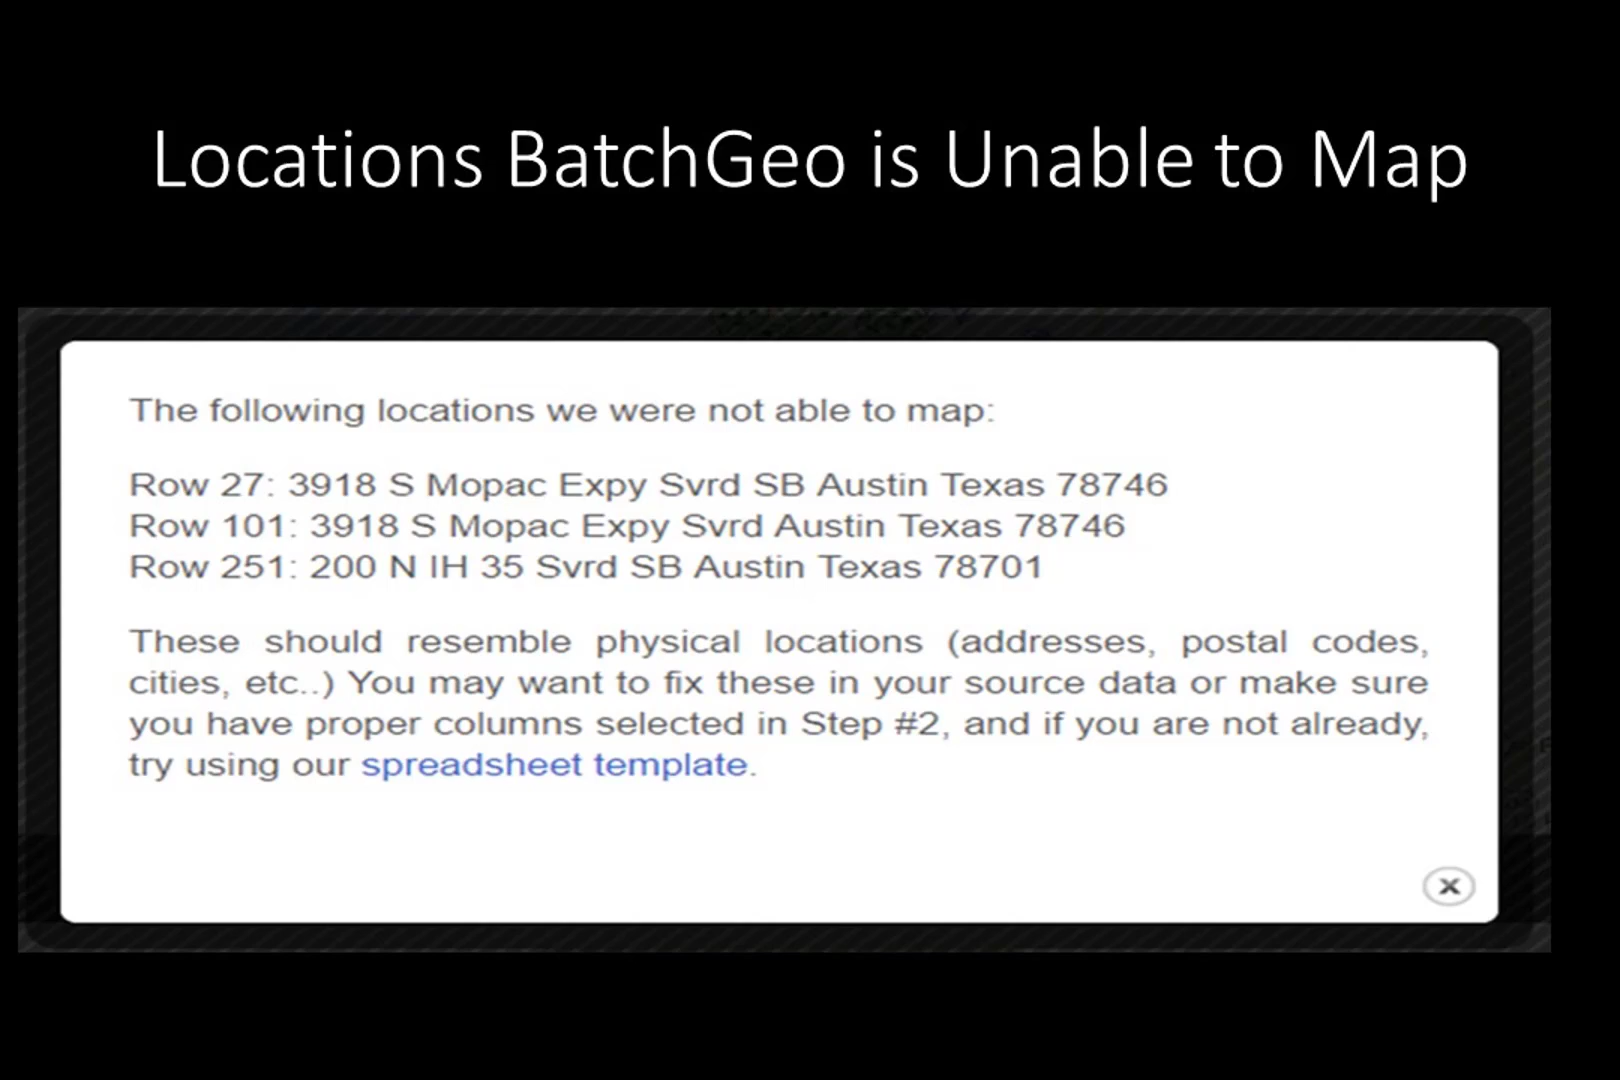 Locations BatchGeo is Unable to Map
The following locations we were not able to map:
Row 27: 3918 S Mopac Expy Svrd SB Austin Texas 78746
Row 101: 3918 S Mopac Expy Svrd Austin Texas 78746
Row 251: 200 N IH 35 Svrd SB Austin Texas 78701
These should resemble physical locations (addresses, postal codes,
cities, etc..) You may want to fix these in your source data or make sure
you have proper columns selected in Step #2, and if you are not already,
try using our spreadsheet template.